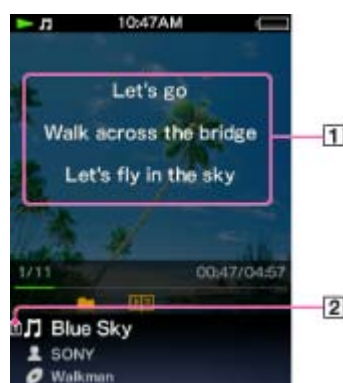 10:47AM
Let's go
Walk across the bridge
Let's fly in the sky
1
1/11 00:47/04:57
2
Blue Sky
SONY
Walkman